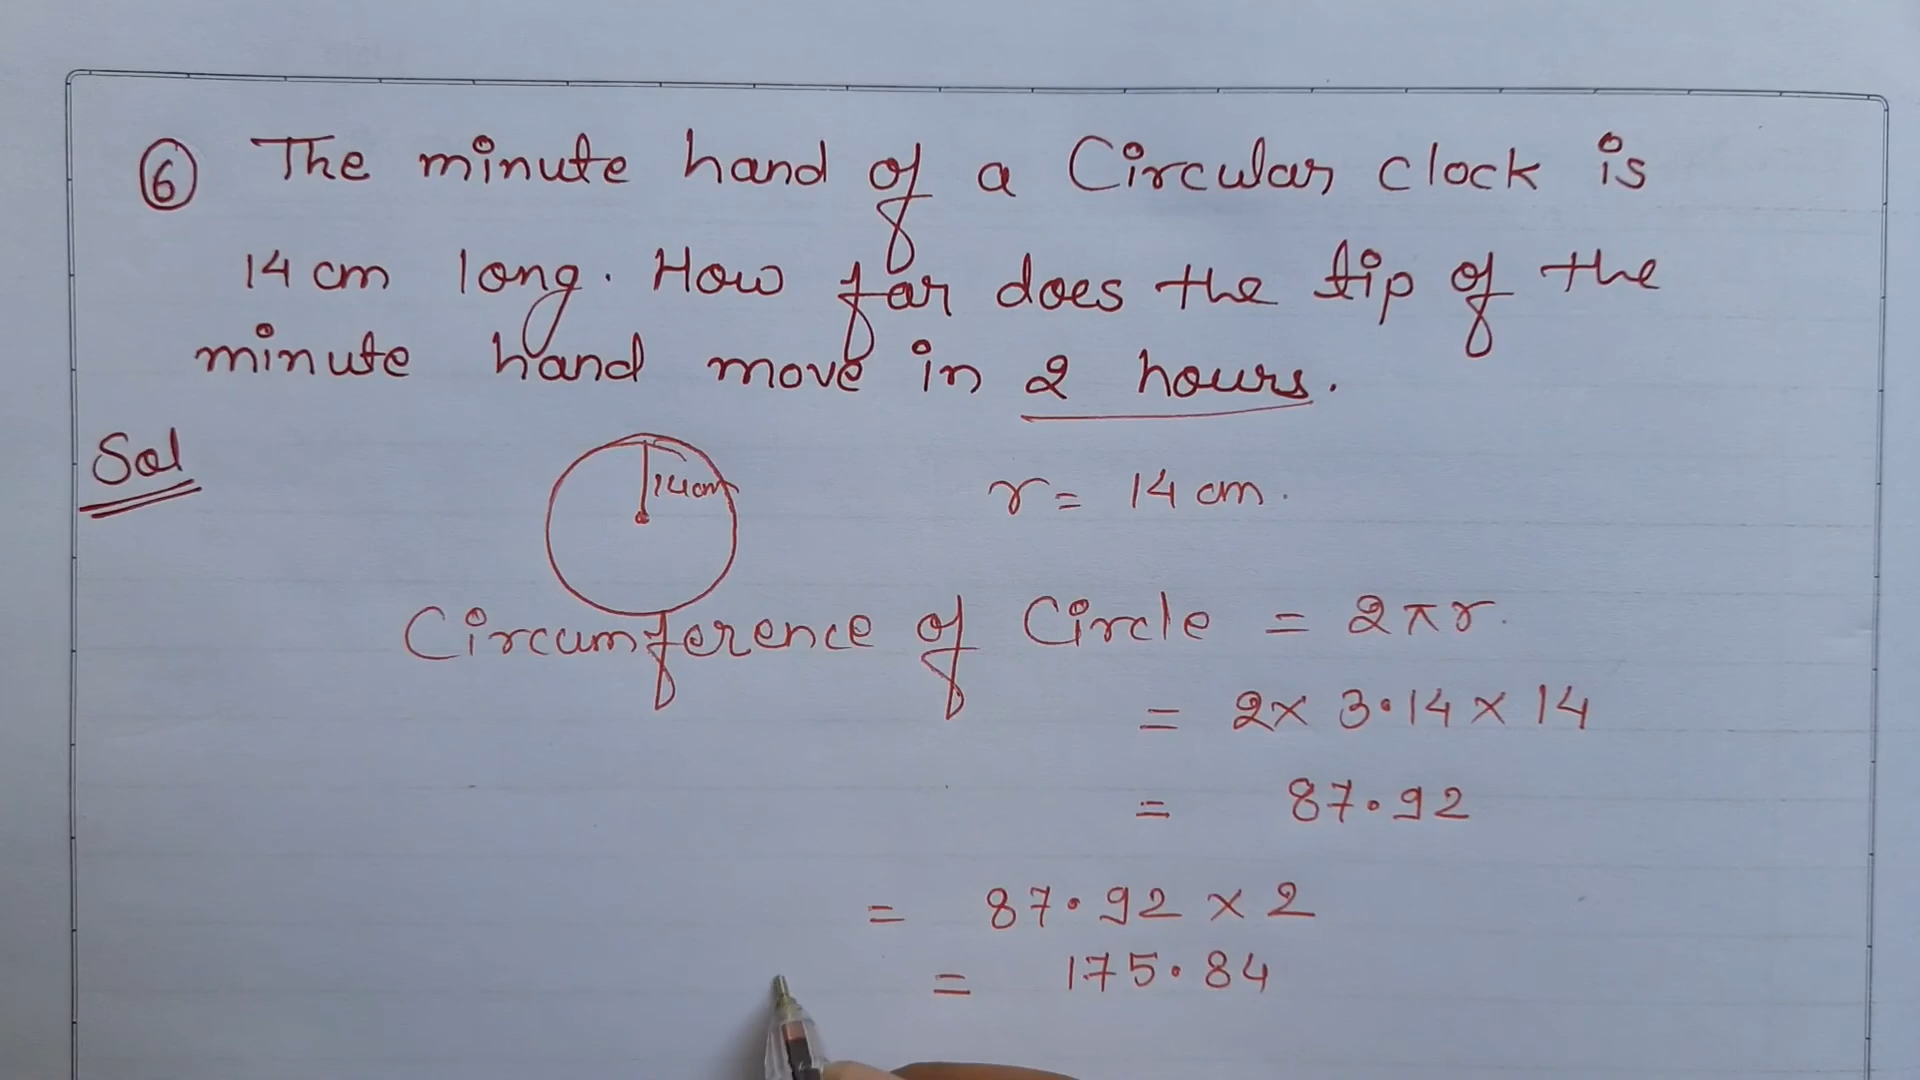 6 The minute hand of a Circular clock is
14 cm long. How far does the tip of the
minute hand move in 2 hours.
Sol
14cm
r = 14 cm.
Circumference of Circle = 2πr.
= 2 × 3.14 × 14
= 87.92
= 87.92 × 2
= 175.84